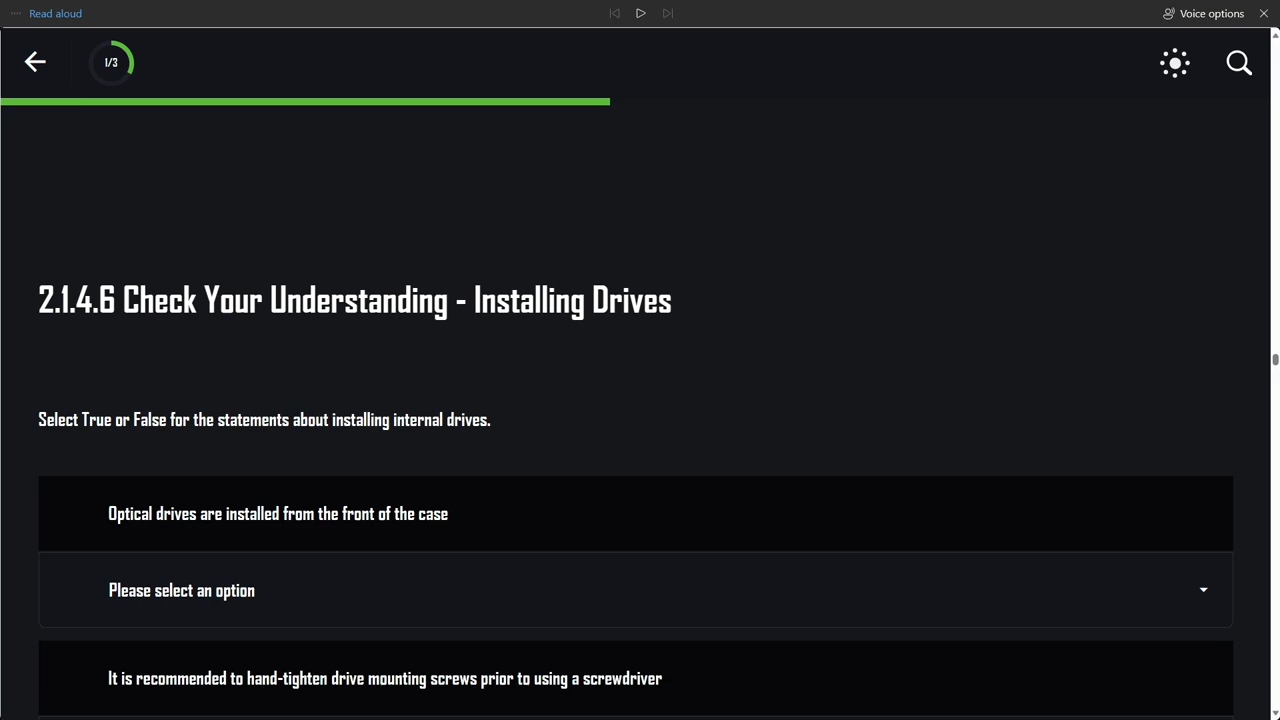 Read aloud
Voice options
1/3
2.1.4.6 Check Your Understanding - Installing Drives
Select True or False for the statements about installing internal drives.
Optical drives are installed from the front of the case
Please select an option
It is recommended to hand-tighten drive mounting screws prior to using a screwdriver